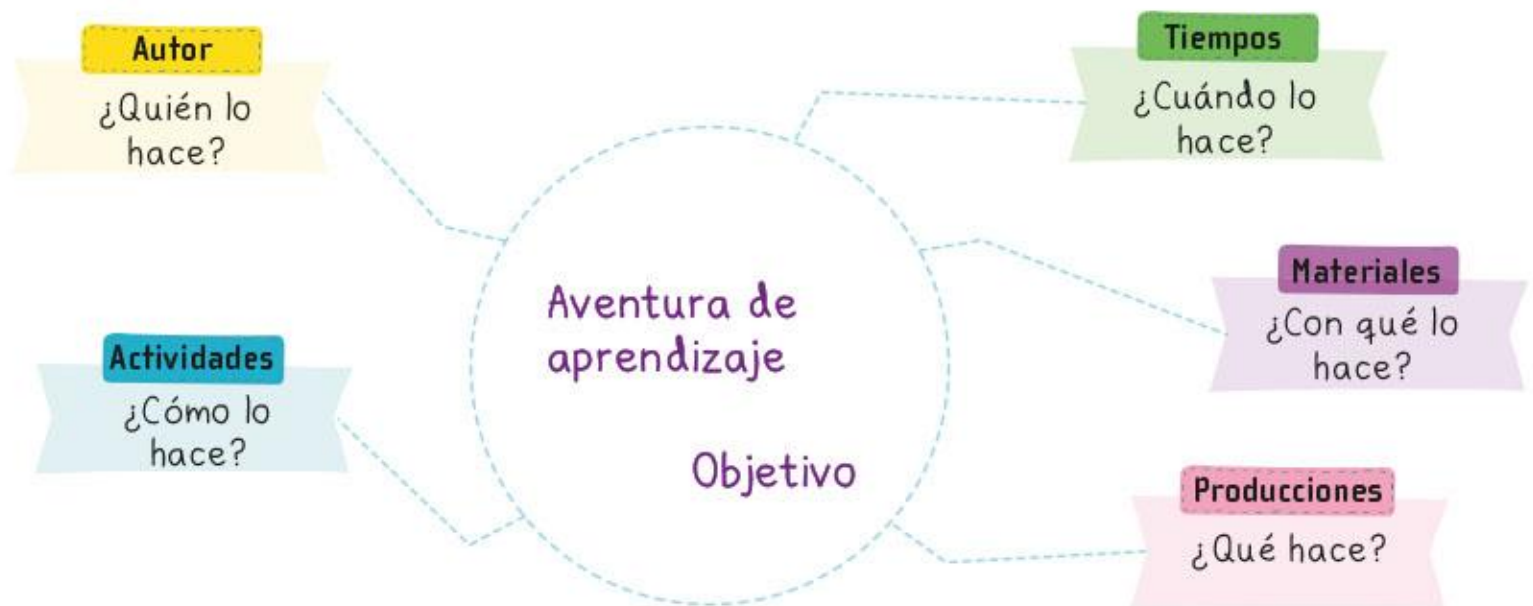 Autor
¿Quién lo
hace?
Tiempos
¿Cuándo lo
hace?
Aventura de
aprendizaje
Objetivo
Materiales
¿Con qué lo
hace?
Actividades
¿Cómo lo
hace?
Producciones
¿Qué hace?